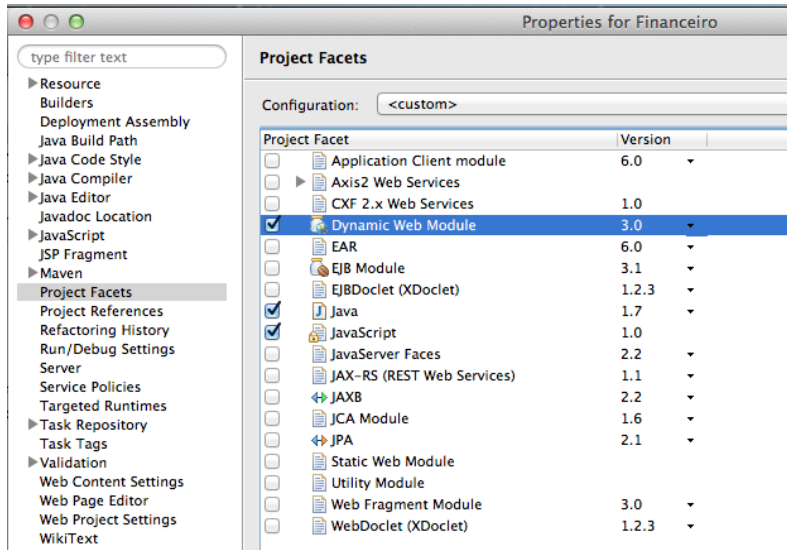 Properties for Financeiro
type filter text
Resource
Builders
Deployment Assembly
Java Build Path
Java Code Style
Java Compiler
Java Editor
Javadoc Location
JavaScript
JSP Fragment
Maven
Project Facets
Project References
Refactoring History
Run/Debug Settings
Server
Service Policies
Targeted Runtimes
Task Repository
Task Tags
Validation
Web Content Settings
Web Page Editor
Web Project Settings
WikiText
Project Facets
Configuration: <custom>
Project Facet Version
Application Client module 6.0
Axis2 Web Services
CXF 2.x Web Services 1.0
Dynamic Web Module 3.0
EAR 6.0
EJB Module 3.1
EJBDoclet (XDoclet) 1.2.3
Java 1.7
JavaScript 1.0
JavaServer Faces 2.2
JAX-RS (REST Web Services) 1.1
JAXB 2.2
JCA Module 1.6
JPA 2.1
Static Web Module
Utility Module
Web Fragment Module 3.0
WebDoclet (XDoclet) 1.2.3